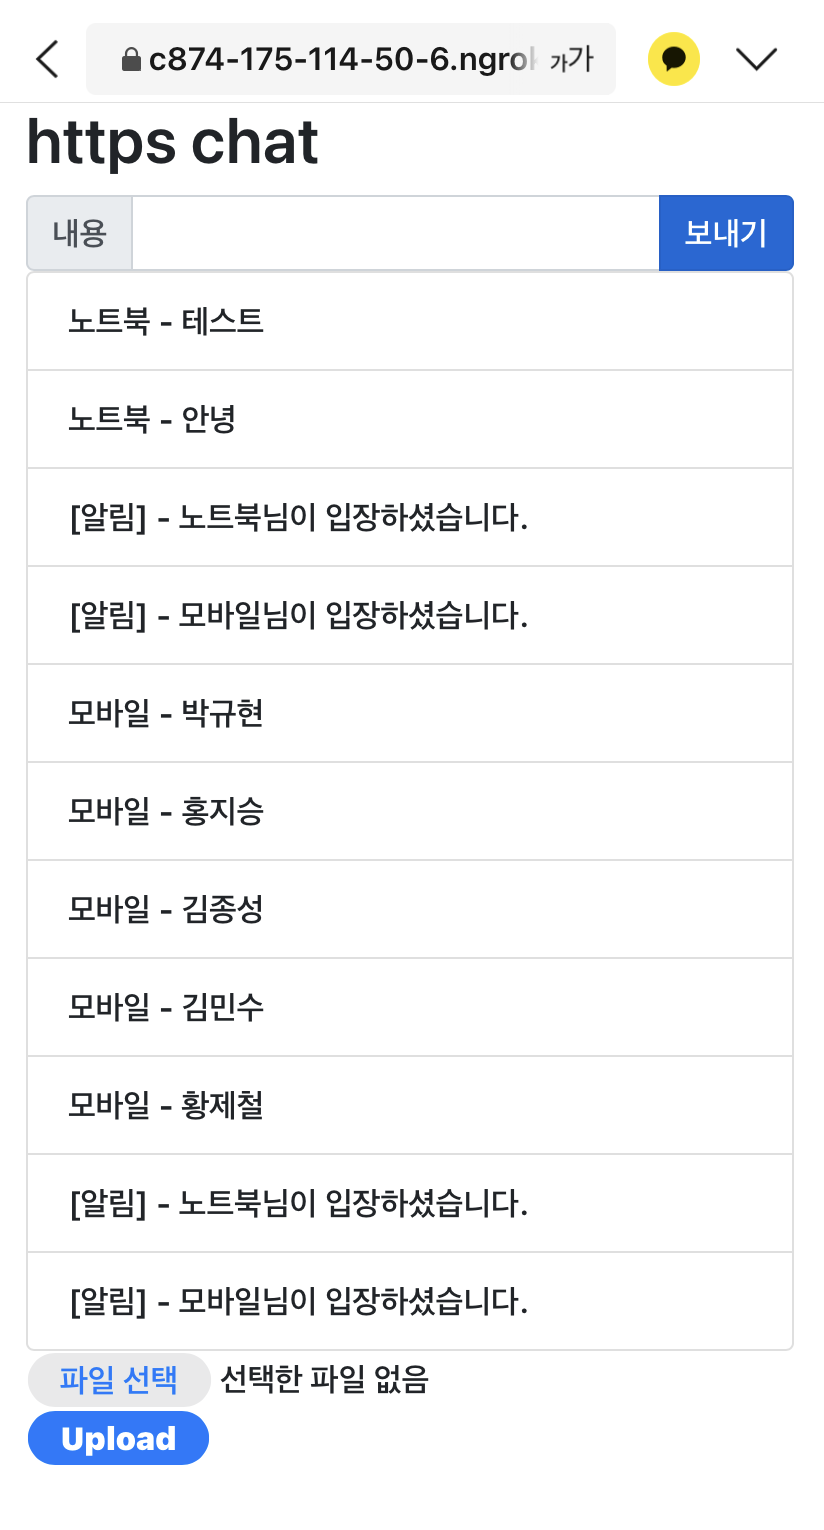 c874-175-114-50-6.ngrok 가가
https chat
내용 보내기
노트북 - 테스트
노트북 - 안녕
[알림] - 노트북님이 입장하셨습니다.
[알림] - 모바일님이 입장하셨습니다.
모바일 - 박규현
모바일 - 홍지승
모바일 - 김종성
모바일 - 김민수
모바일 - 황제철
[알림] - 노트북님이 입장하셨습니다.
[알림] - 모바일님이 입장하셨습니다.
파일 선택 선택한 파일 없음
Upload